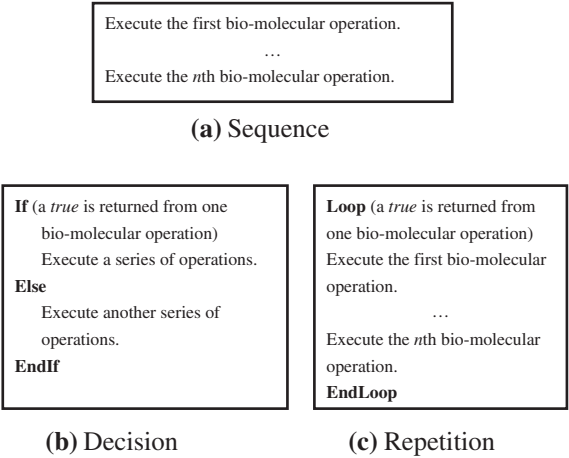 Execute the first bio-molecular operation.
…
Execute the nth bio-molecular operation.
(a) Sequence
If (a true is returned from one
bio-molecular operation)
Execute a series of operations.
Else
Execute another series of
operations.
EndIf
(b) Decision
Loop (a true is returned from
one bio-molecular operation)
Execute the first bio-molecular
operation.
…
Execute the nth bio-molecular
operation.
EndLoop
(c) Repetition